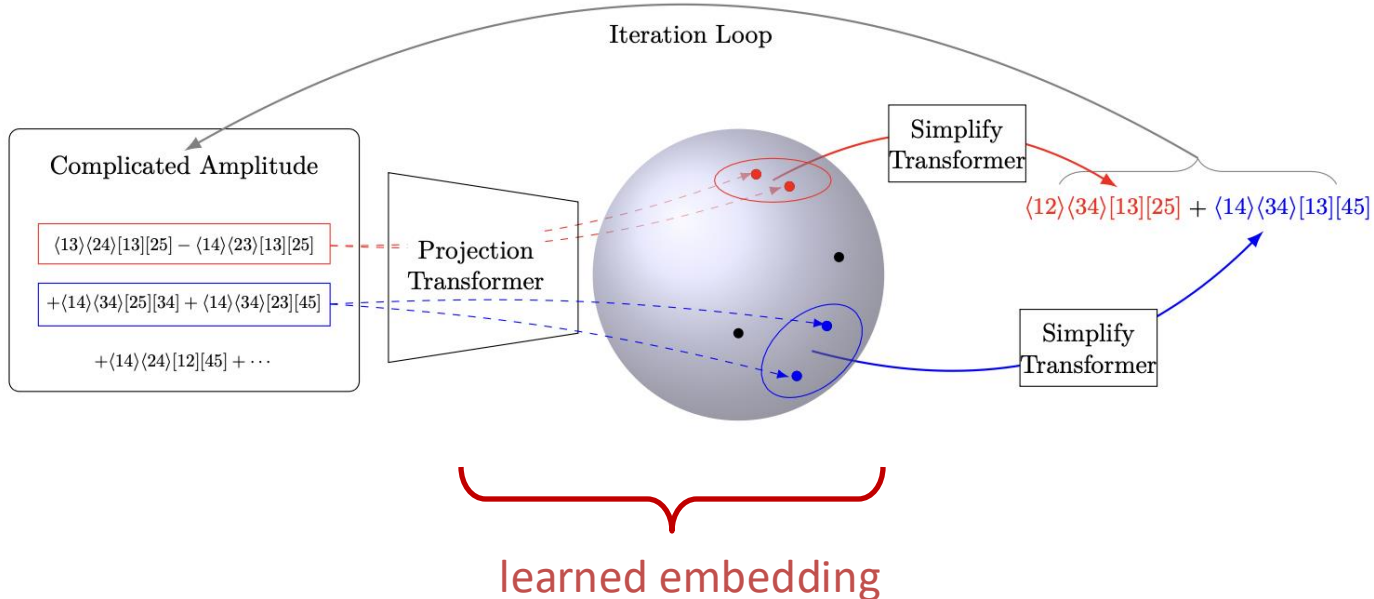 Iteration Loop
Complicated Amplitude
⟨13⟩⟨24⟩[13][25] − ⟨14⟩⟨23⟩[13][25]
+⟨14⟩⟨34⟩[25][34] + ⟨14⟩⟨34⟩[23][45]
+⟨14⟩⟨24⟩[12][45] + ⋯
Projection
Transformer
Simplify
Transformer
⟨12⟩⟨34⟩[13][25] + ⟨14⟩⟨34⟩[13][45]
Simplify
Transformer
learned embedding